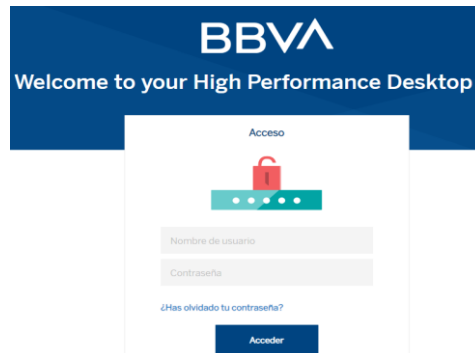 BBVA
Welcome to your High Performance Desktop
Acceso
Nombre de usuario
Contraseña
¿Has olvidado tu contraseña?
Acceder